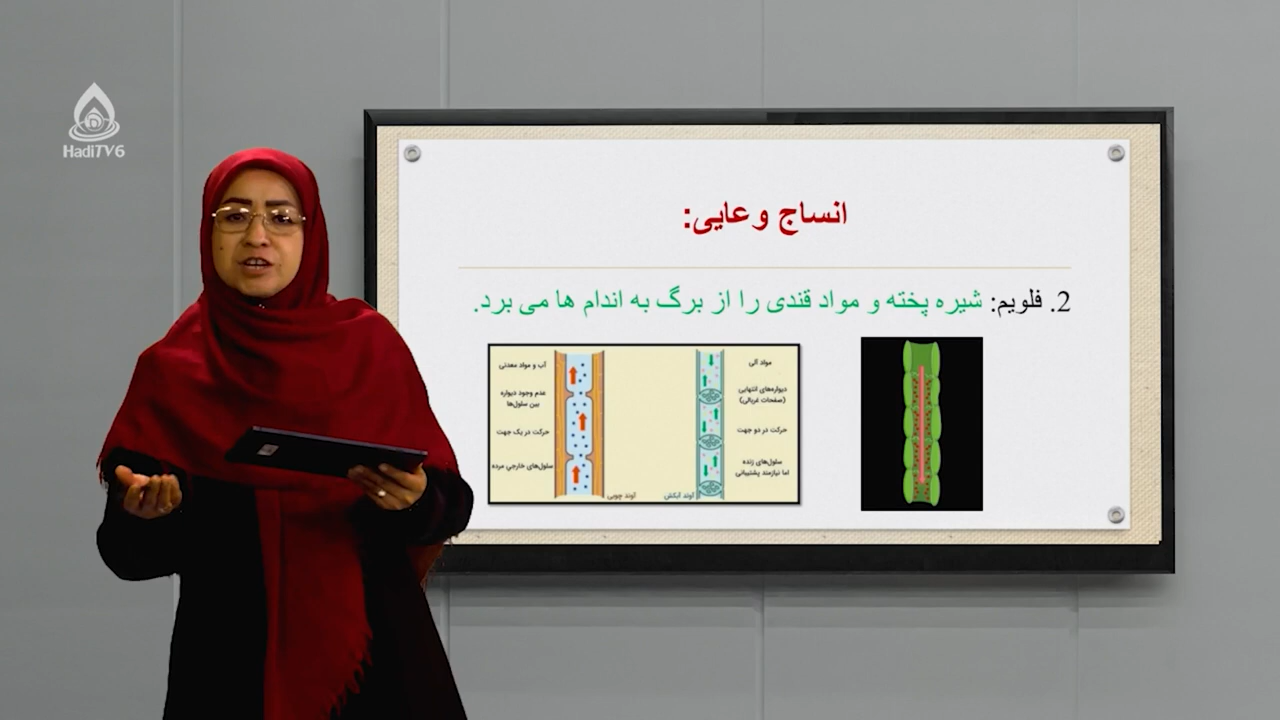 HadiTV6
انساج وعایی:
2. فلویم: شیره پخته و مواد قندی را از برگ به اندام ها می برد.
مواد آلی
دیواره‌های انتهایی
(صفحات غربالی)
حرکت در دو جهت
سلول‌های زنده
اما نیازمند پشتیبانی
آوند آبکش
آب و مواد معدنی
عدم وجود دیواره
بین سلول‌ها
حرکت در یک جهت
سلول‌های خارجی مرده
آوند چوبی